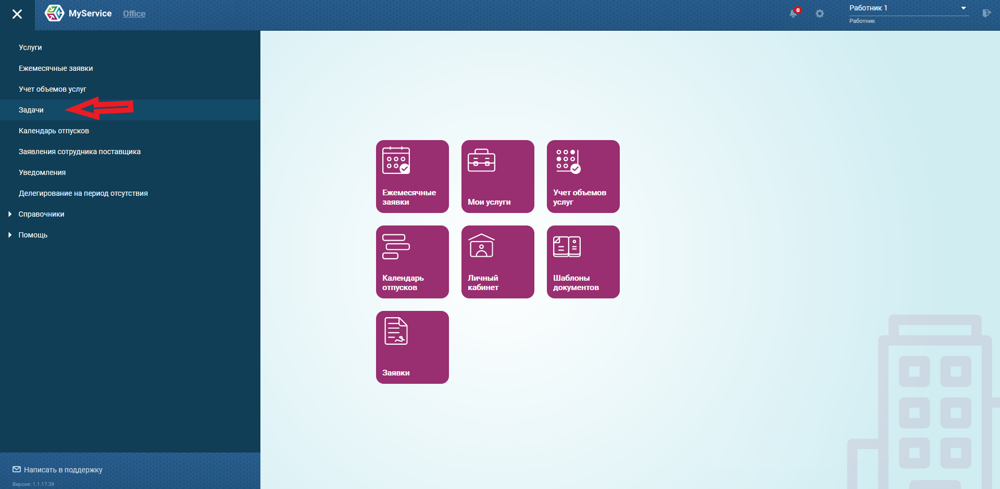 MyService Office
0
Работник 1
Работник
Услуги
Ежемесячные заявки
Учет объемов услуг
Задачи
Календарь отпусков
Заявления сотрудника поставщика
Уведомления
Делегирование на период отсутствия
Справочники
Помощь
Написать в поддержку
Версия: 1.1.17.39
Ежемесячные
заявки
Мои услуги
Учет объемов
услуг
Календарь
отпусков
Личный
кабинет
Шаблоны
документов
Заявки